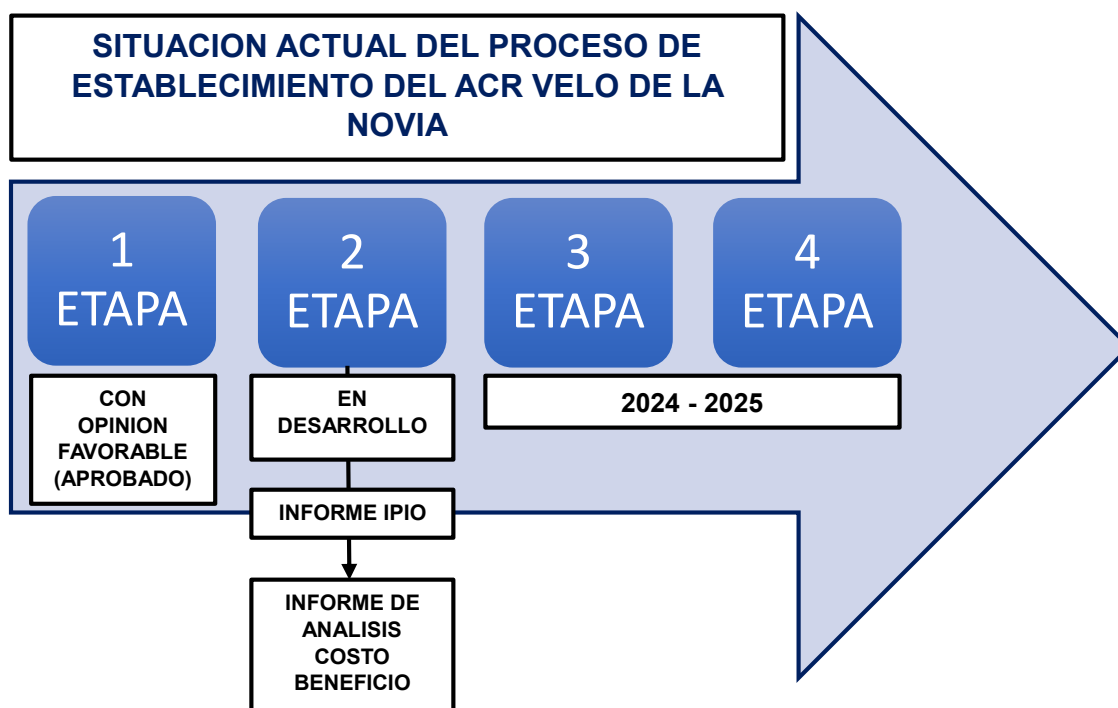 SITUACION ACTUAL DEL PROCESO DE
ESTABLECIMIENTO DEL ACR VELO DE LA
NOVIA
1
ETAPA
2
ETAPA
3
ETAPA
4
ETAPA
CON
OPINION
FAVORABLE
(APROBADO)
EN
DESARROLLO
2024 - 2025
INFORME IPIO
INFORME DE
ANALISIS
COSTO
BENEFICIO